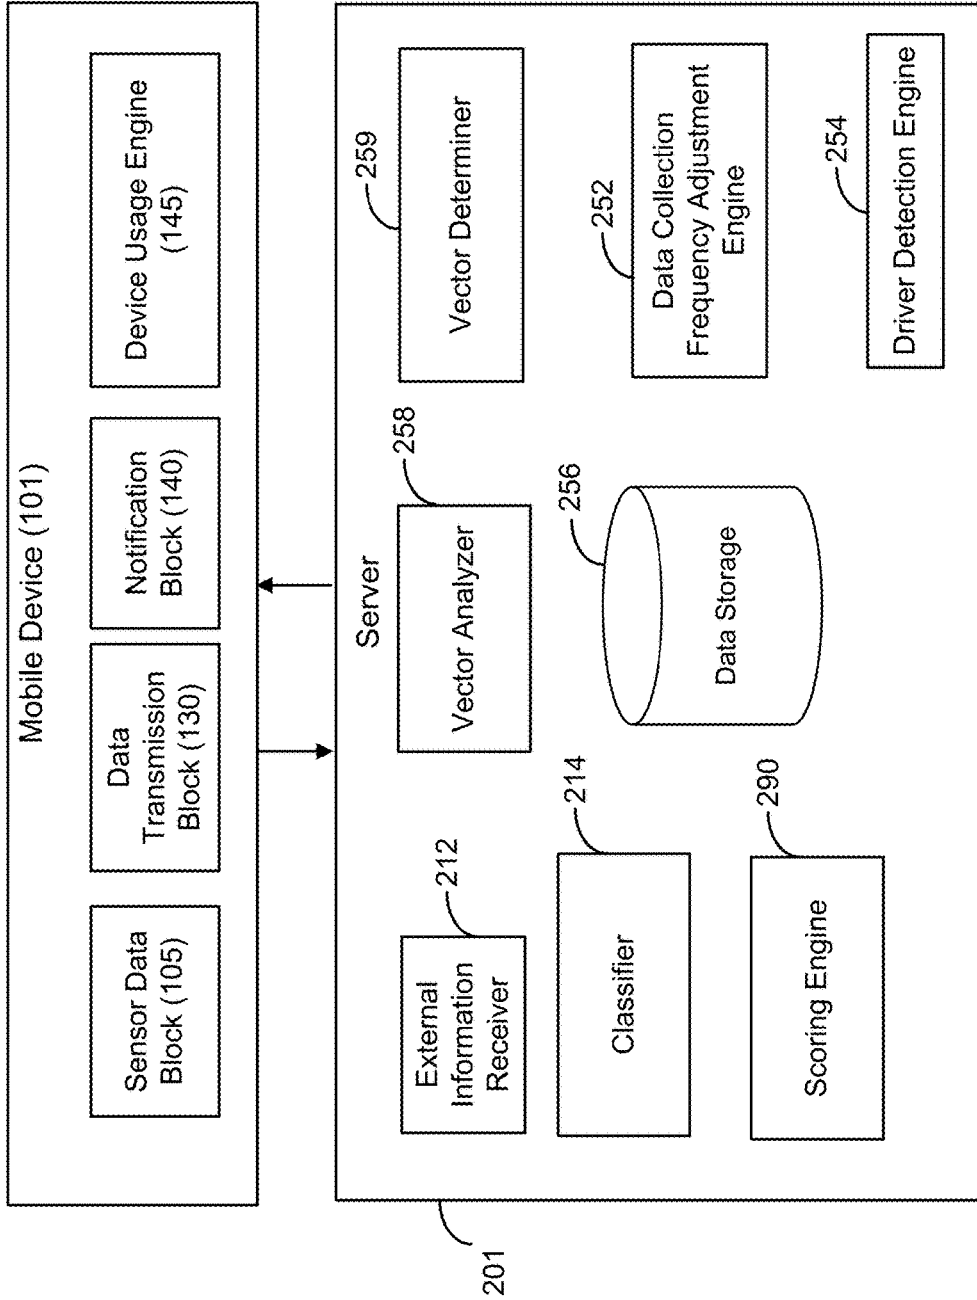 Mobile Device (101)
Sensor Data
Block (105)
Data
Transmission
Block (130)
Notification
Block (140)
Device Usage Engine
(145)
201
Server
External
Information
Receiver
212
Vector Analyzer
258
Vector Determiner
259
Classifier
214
Data Storage
256
Data Collection
Frequency Adjustment
Engine
252
Scoring Engine
290
Driver Detection Engine
254